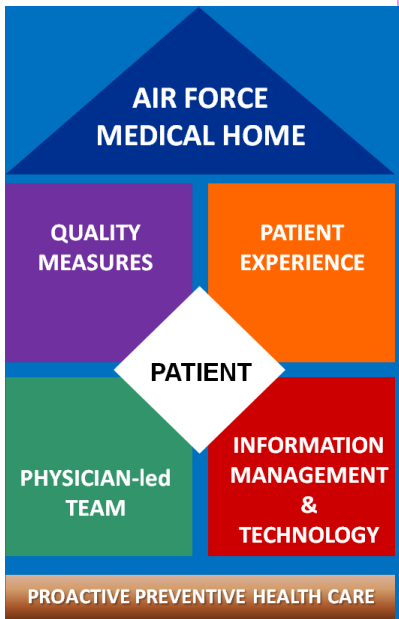 AIR FORCE
MEDICAL HOME
QUALITY
MEASURES
PATIENT
EXPERIENCE
PATIENT
PHYSICIAN-led
TEAM
INFORMATION
MANAGEMENT
&
TECHNOLOGY
PROACTIVE PREVENTIVE HEALTH CARE